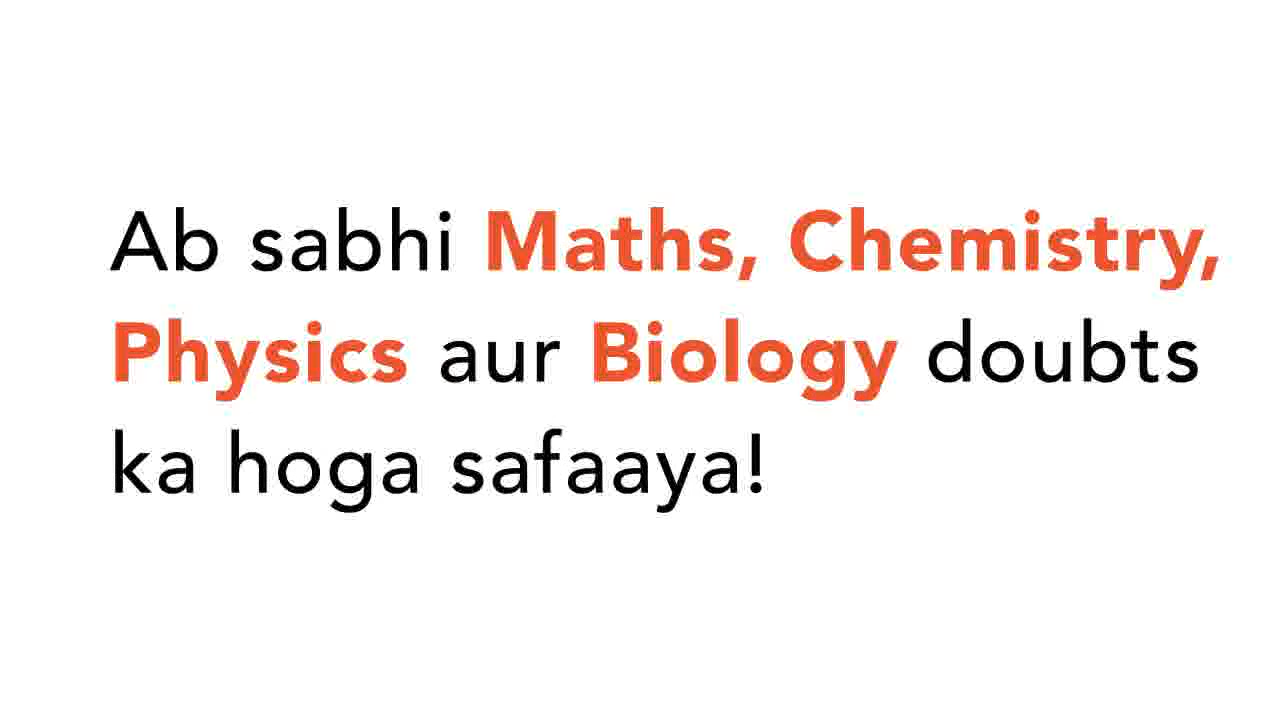 Ab sabhi Maths, Chemistry,
Physics aur Biology doubts
ka hoga safaaya!